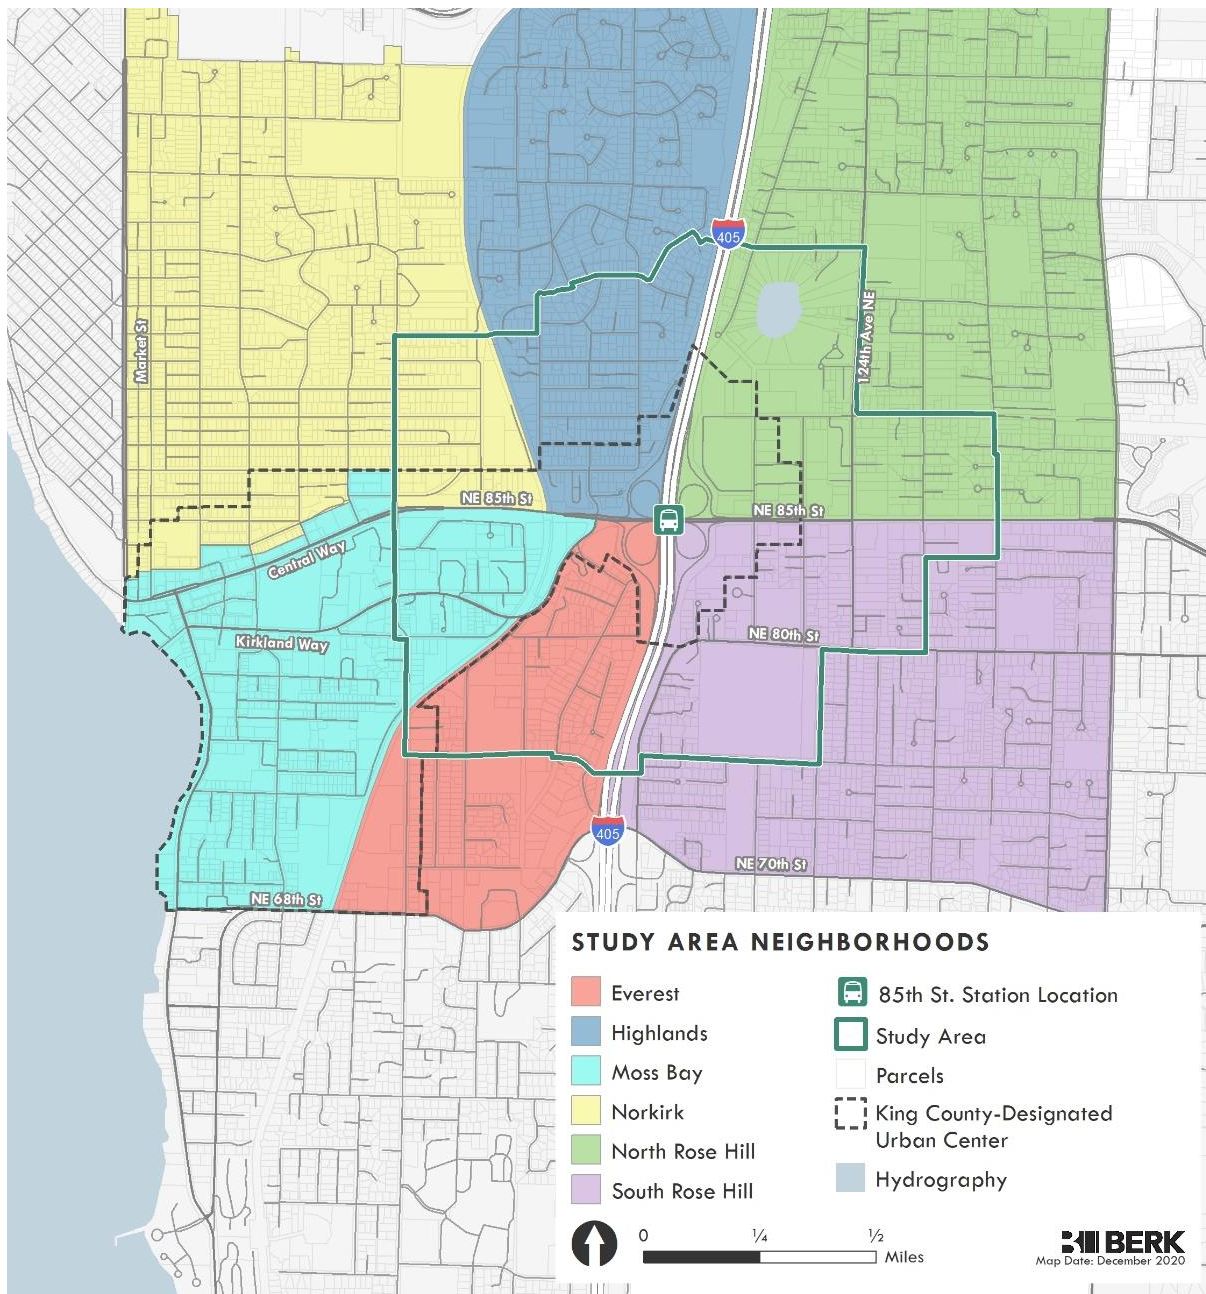 405
Market St
124th Ave NE
NE 85th St
NE 85th St
Central Way
Kirkland Way
NE 80th St
405
NE 70th St
NE 68th St
STUDY AREA NEIGHBORHOODS
Everest
Highlands
Moss Bay
Norkirk
North Rose Hill
South Rose Hill
85th St. Station Location
Study Area
Parcels
King County-Designated
Urban Center
Hydrography
0 ¼ ½
Miles
BERK
Map Date: December 2020